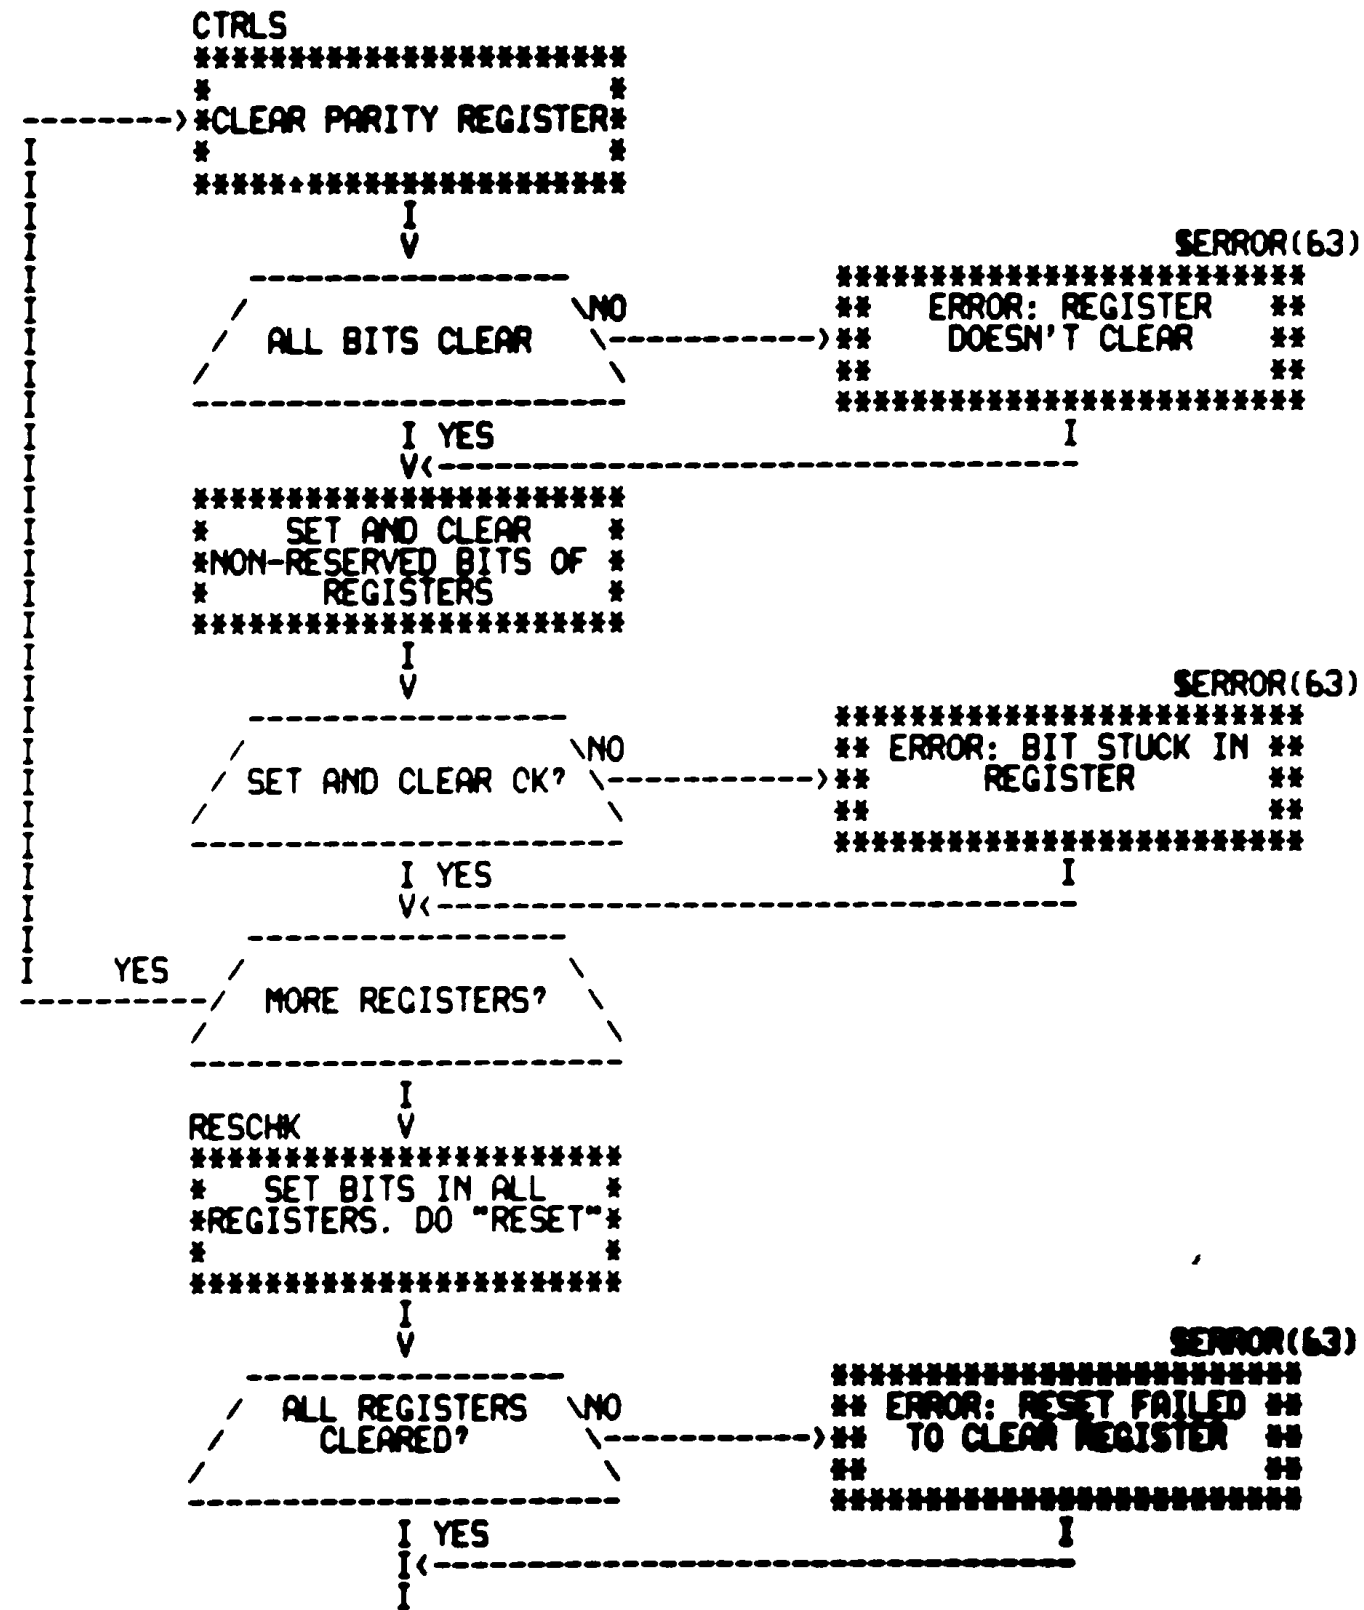 CTRLS
CLEAR PARITY REGISTER
$ERROR(63)
ALL BITS CLEAR
NO
ERROR: REGISTER
DOESN'T CLEAR
I YES
SET AND CLEAR
NON-RESERVED BITS OF
REGISTERS
$ERROR(63)
SET AND CLEAR CK?
NO
ERROR: BIT STUCK IN
REGISTER
I YES
YES
MORE REGISTERS?
RESCHK
SET BITS IN ALL
REGISTERS. DO "RESET"
$ERROR(63)
ALL REGISTERS
CLEARED?
NO
ERROR: RESET FAILED
TO CLEAR REGISTER
I YES